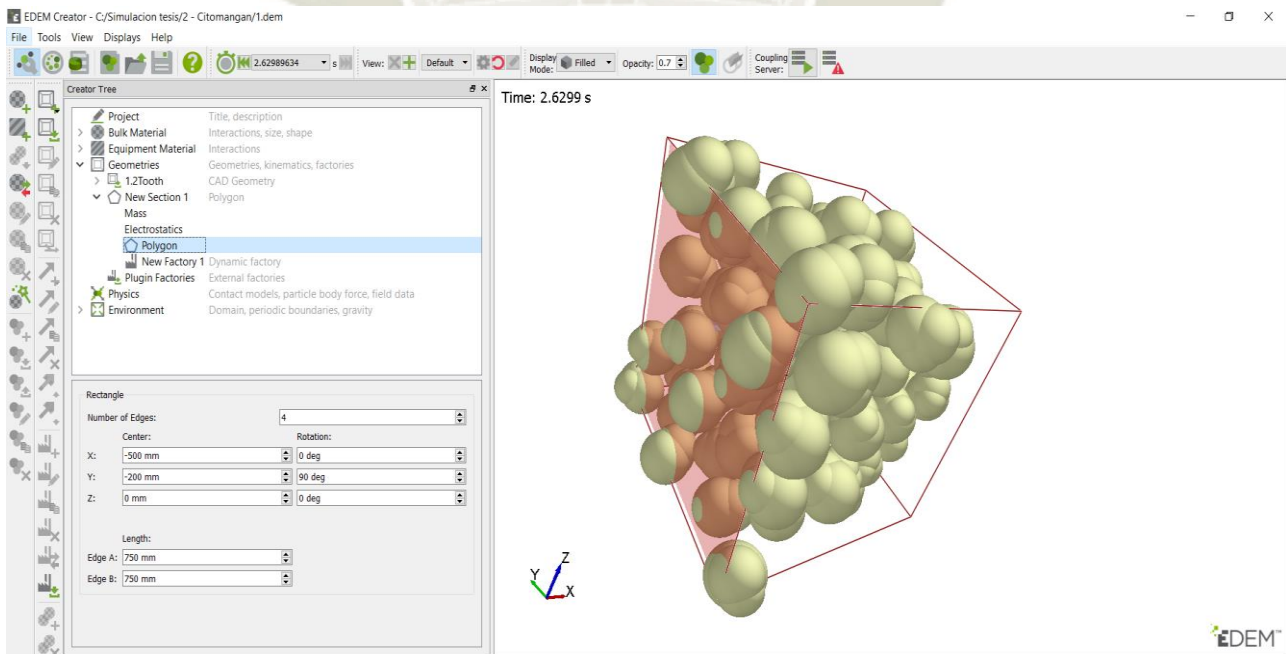 EDEM Creator - C:/Simulacion tesis/2 - Citomangan/1.dem
File Tools View Displays Help
2.62989634 s View: Default Display Mode: Filled Opacity: 0.7 Coupling Server:
Creator Tree
Project Title, description
Bulk Material Interactions, size, shape
Equipment Material Interactions
Geometries Geometries, kinematics, factories
1.2Tooth CAD Geometry
New Section 1 Polygon
Mass
Electrostatics
Polygon
New Factory 1 Dynamic factory
Plugin Factories External factories
Physics Contact models, particle body force, field data
Environment Domain, periodic boundaries, gravity
Rectangle
Number of Edges: 4
Center: Rotation:
X: -500 mm 0 deg
Y: -200 mm 90 deg
Z: 0 mm 0 deg
Length:
Edge A: 750 mm
Edge B: 750 mm
Time: 2.6299 s
Z
Y
X
EDEM™